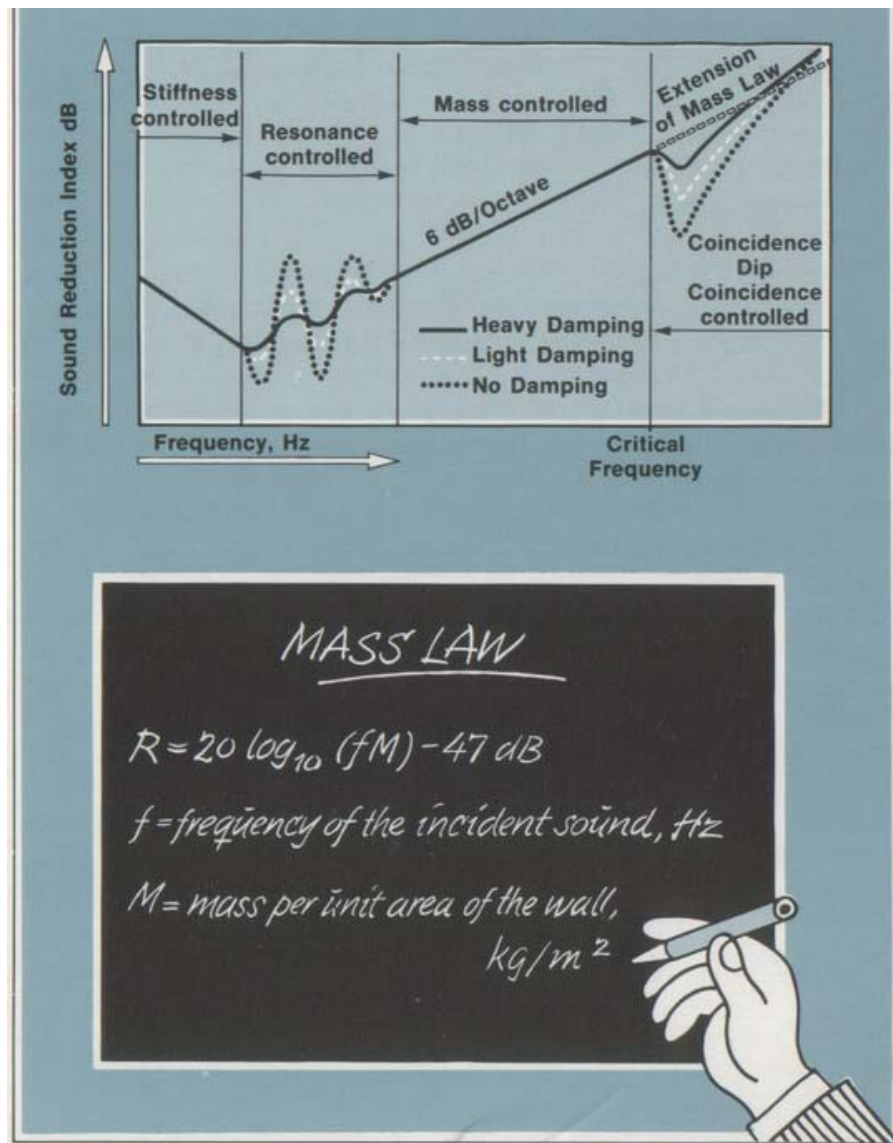 Sound Reduction Index dB
Stiffness
controlled
Resonance
controlled
Mass controlled
Extension
of Mass Law
6 dB/Octave
Coincidence
Dip
Coincidence
controlled
Heavy Damping
Light Damping
No Damping
Frequency, Hz
Critical
Frequency
MASS LAW
R = 20 log₁₀ (fM) - 47 dB
f = frequency of the incident sound, Hz
M = mass per unit area of the wall,
kg/m²